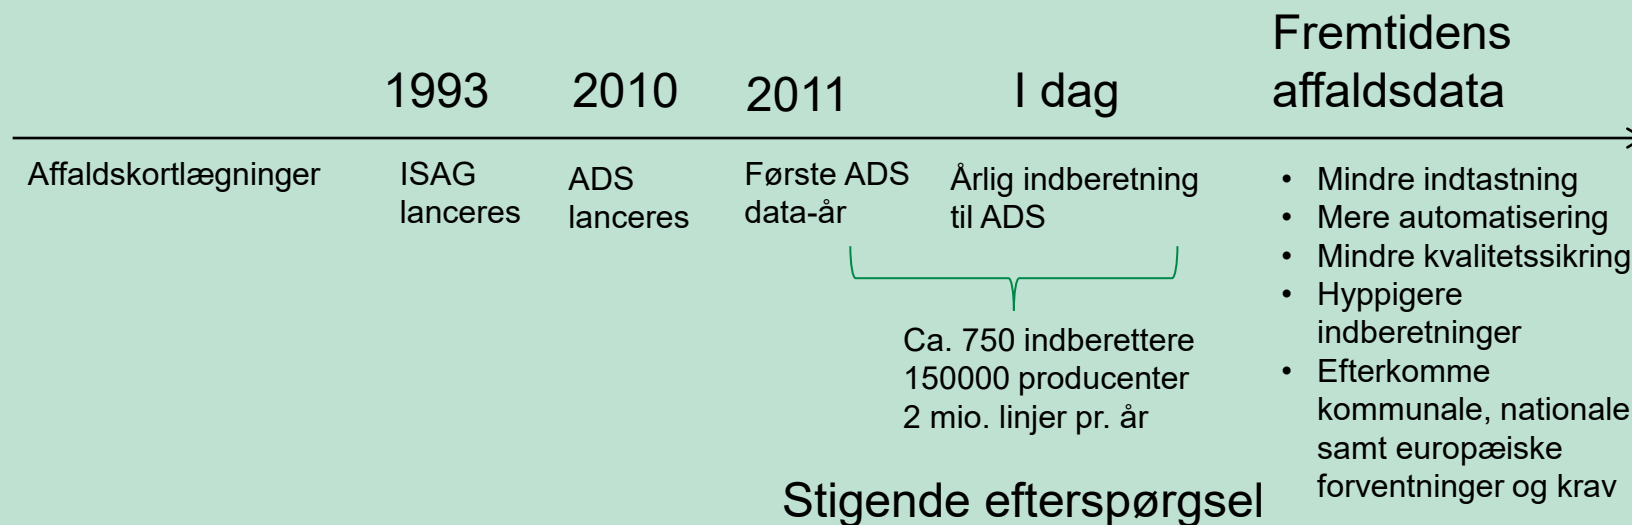 Affaldskortlægninger
1993
ISAG
lanceres
2010
ADS
lanceres
2011
Første ADS
data-år
I dag
Årlig indberetning
til ADS
Ca. 750 indberettere
150000 producenter
2 mio. linjer pr. år
Stigende efterspørgsel
Fremtidens
affaldsdata
• Mindre indtastning
• Mere automatisering
• Mindre kvalitetssikring
• Hyppigere
indberetninger
• Efterkomme
kommunale, nationale
samt europæiske
forventninger og krav